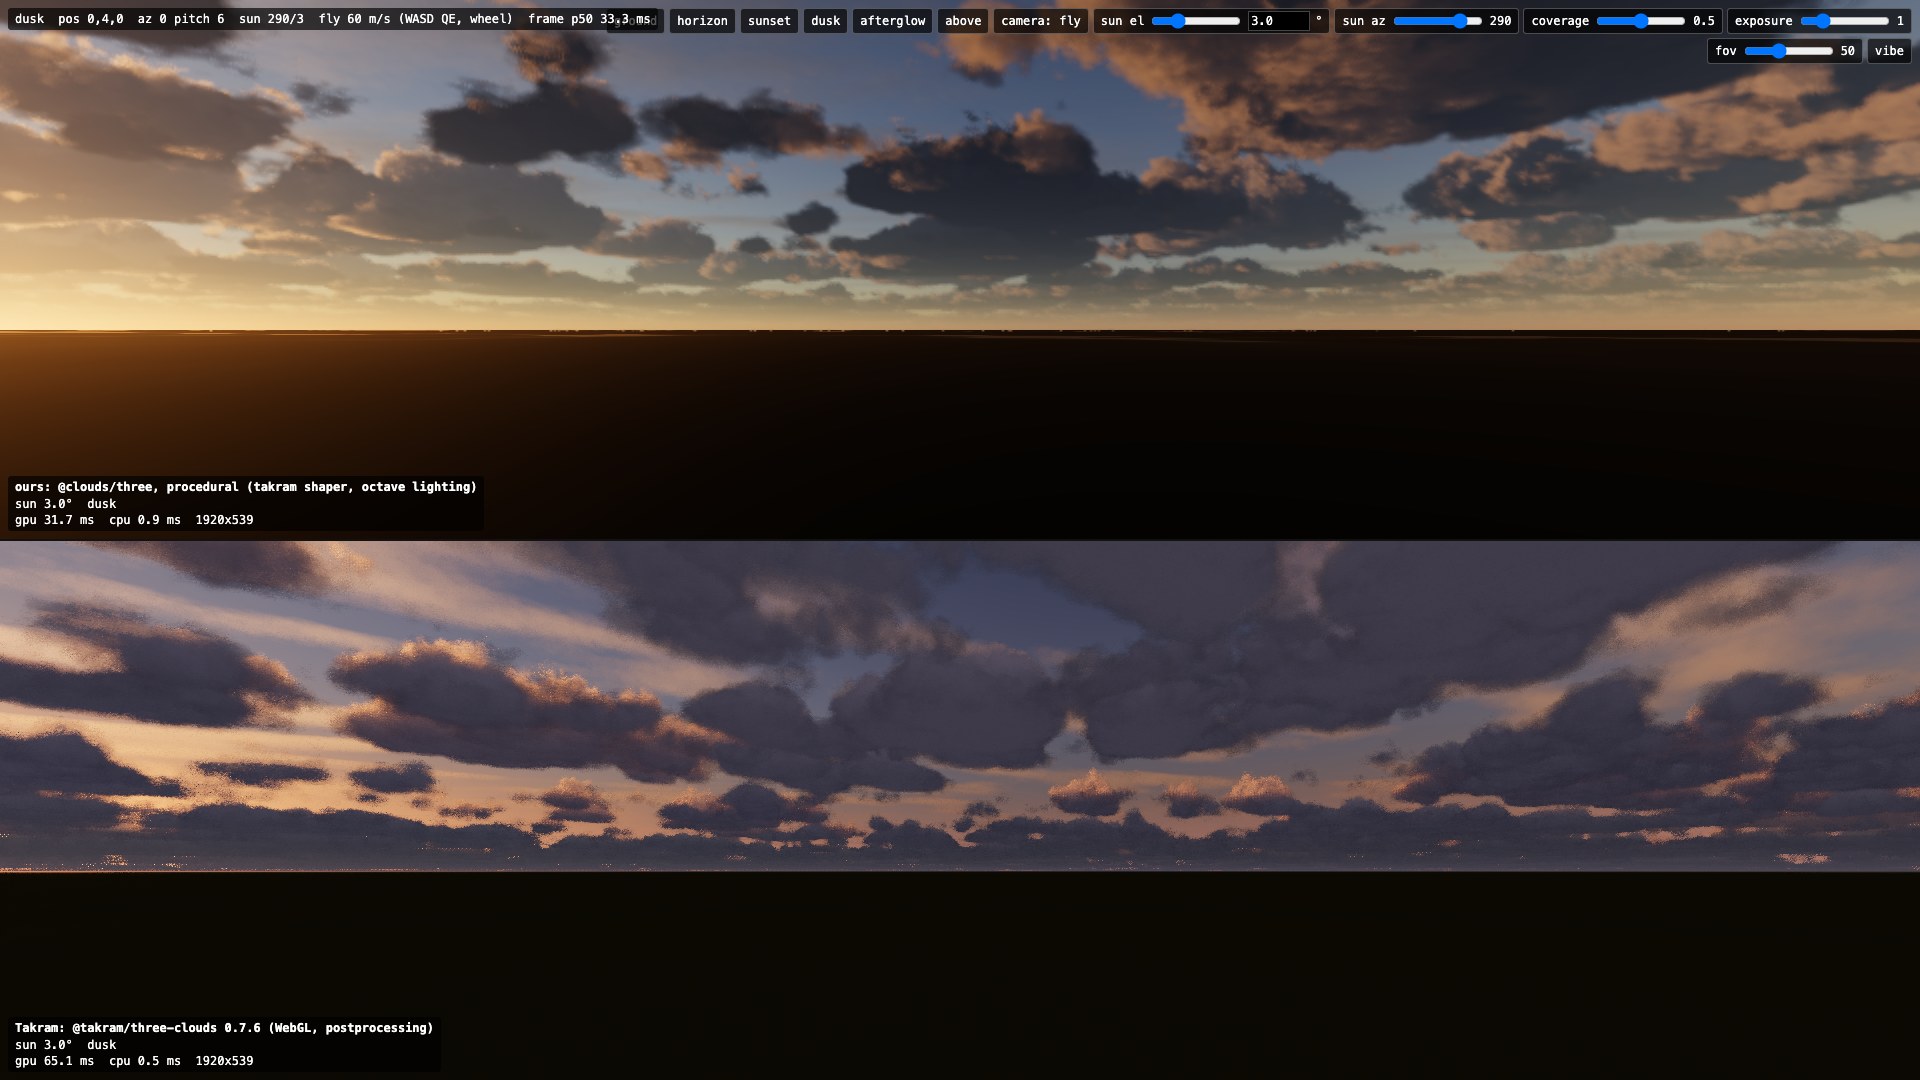 dusk pos 0,4,0 az 0 pitch 6 sun 290/3 fly 60 m/s (WASD QE, wheel) frame p50 33.3 ms
horizon sunset dusk afterglow above camera: fly sun el 3.0 ° sun az 290 coverage 0.5 exposure 1
fov 50 vibe
ours: @clouds/three, procedural (takram shaper, octave lighting)
sun 3.0° dusk
gpu 31.7 ms cpu 0.9 ms 1920x539
Takram: @takram/three-clouds 0.7.6 (WebGL, postprocessing)
sun 3.0° dusk
gpu 65.1 ms cpu 0.5 ms 1920x539